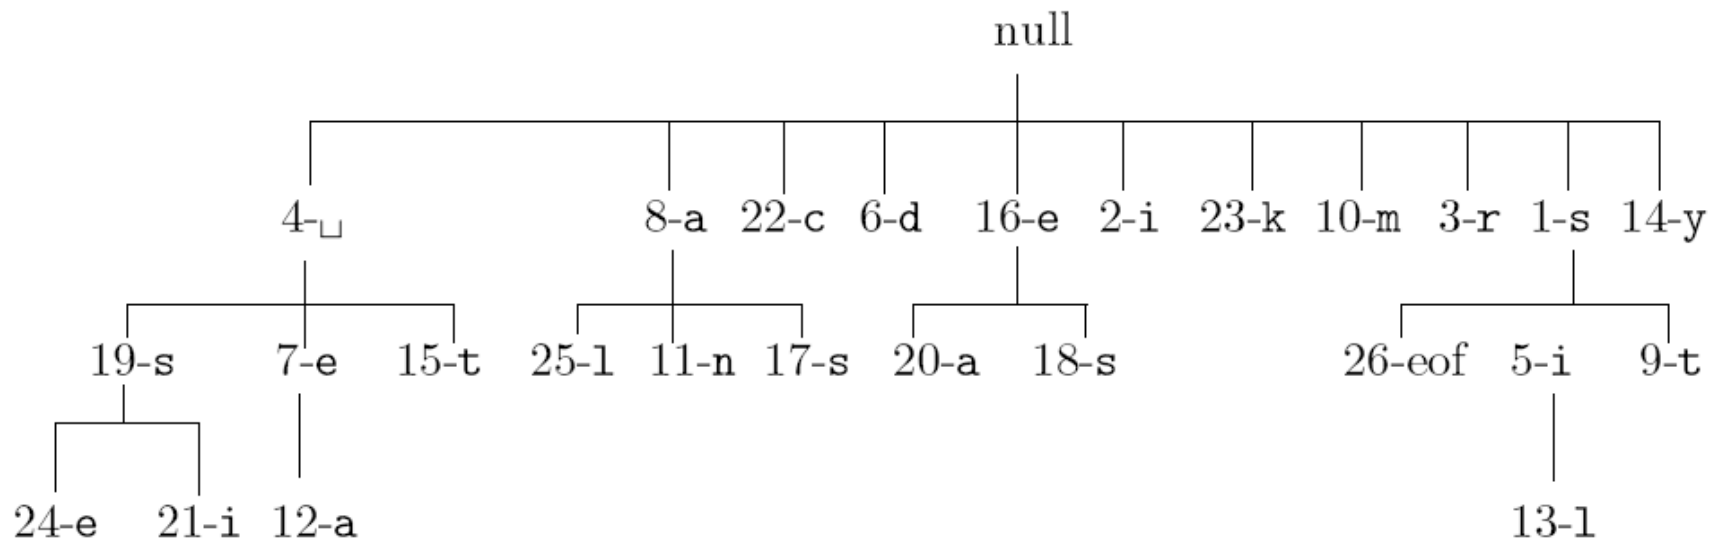 null
4-␣ 8-a 22-c 6-d 16-e 2-i 23-k 10-m 3-r 1-s 14-y
19-s 7-e 15-t 25-l 11-n 17-s 20-a 18-s 26-eof 5-i 9-t
24-e 21-i 12-a 13-l